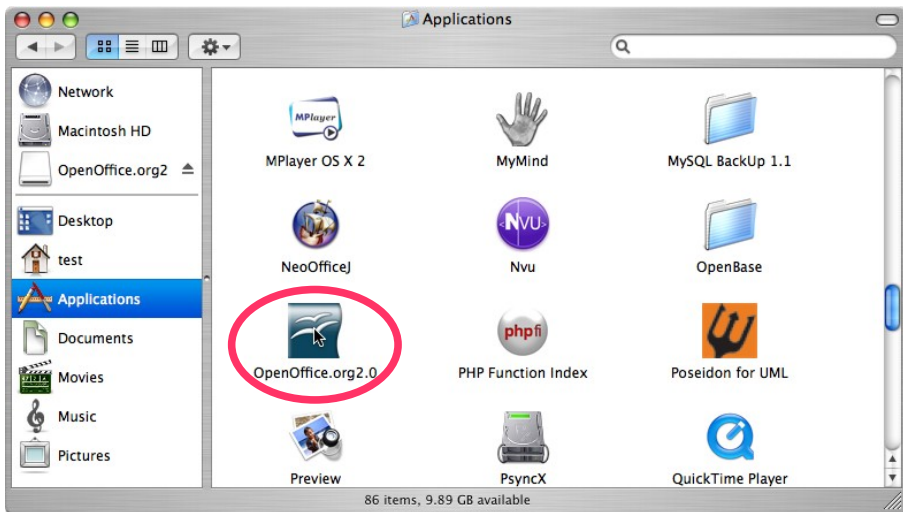 Applications
Network
Macintosh HD
OpenOffice.org2
Desktop
test
Applications
Documents
Movies
Music
Pictures
MPlayer
MPlayer OS X 2
MyMind
MySQL BackUp 1.1
NeoOfficeJ
<NVU>
Nvu
OpenBase
OpenOffice.org2.0
phpfi
PHP Function Index
Poseidon for UML
Preview
PsyncX
QuickTime Player
86 items, 9.89 GB available